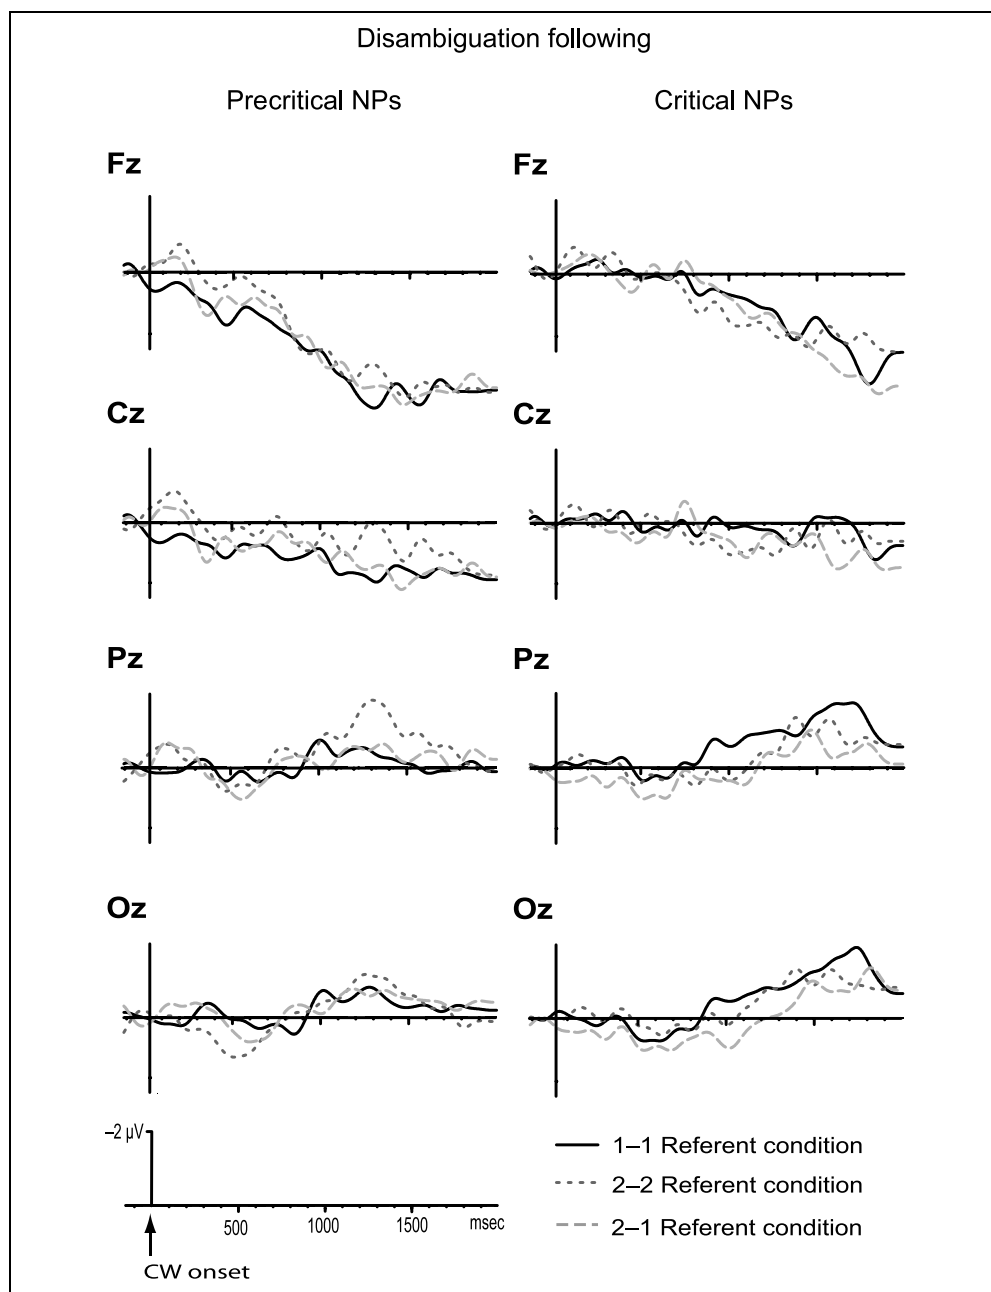 Disambiguation following
Precritical NPs Critical NPs
Fz Fz
Cz Cz
Pz Pz
Oz Oz
–2 µV
500 1000 1500 msec
CW onset
1–1 Referent condition
2–2 Referent condition
2–1 Referent condition